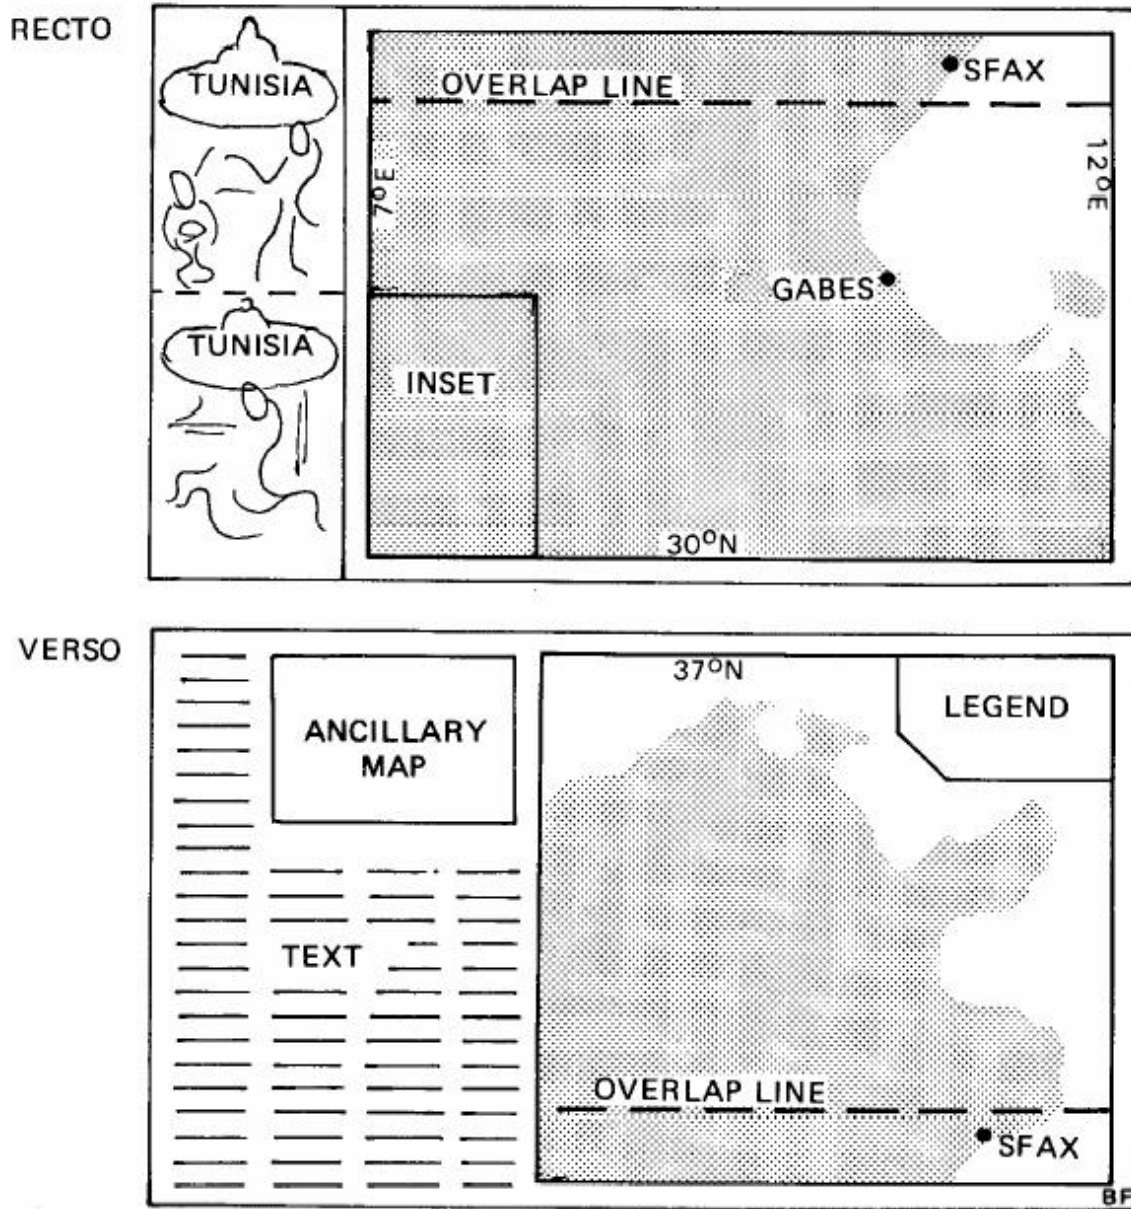 RECTO
TUNISIA
TUNISIA
OVERLAP LINE
SFAX
7°E
12°E
GABES
INSET
30°N
VERSO
ANCILLARY
MAP
TEXT
37°N
LEGEND
OVERLAP LINE
SFAX
BF